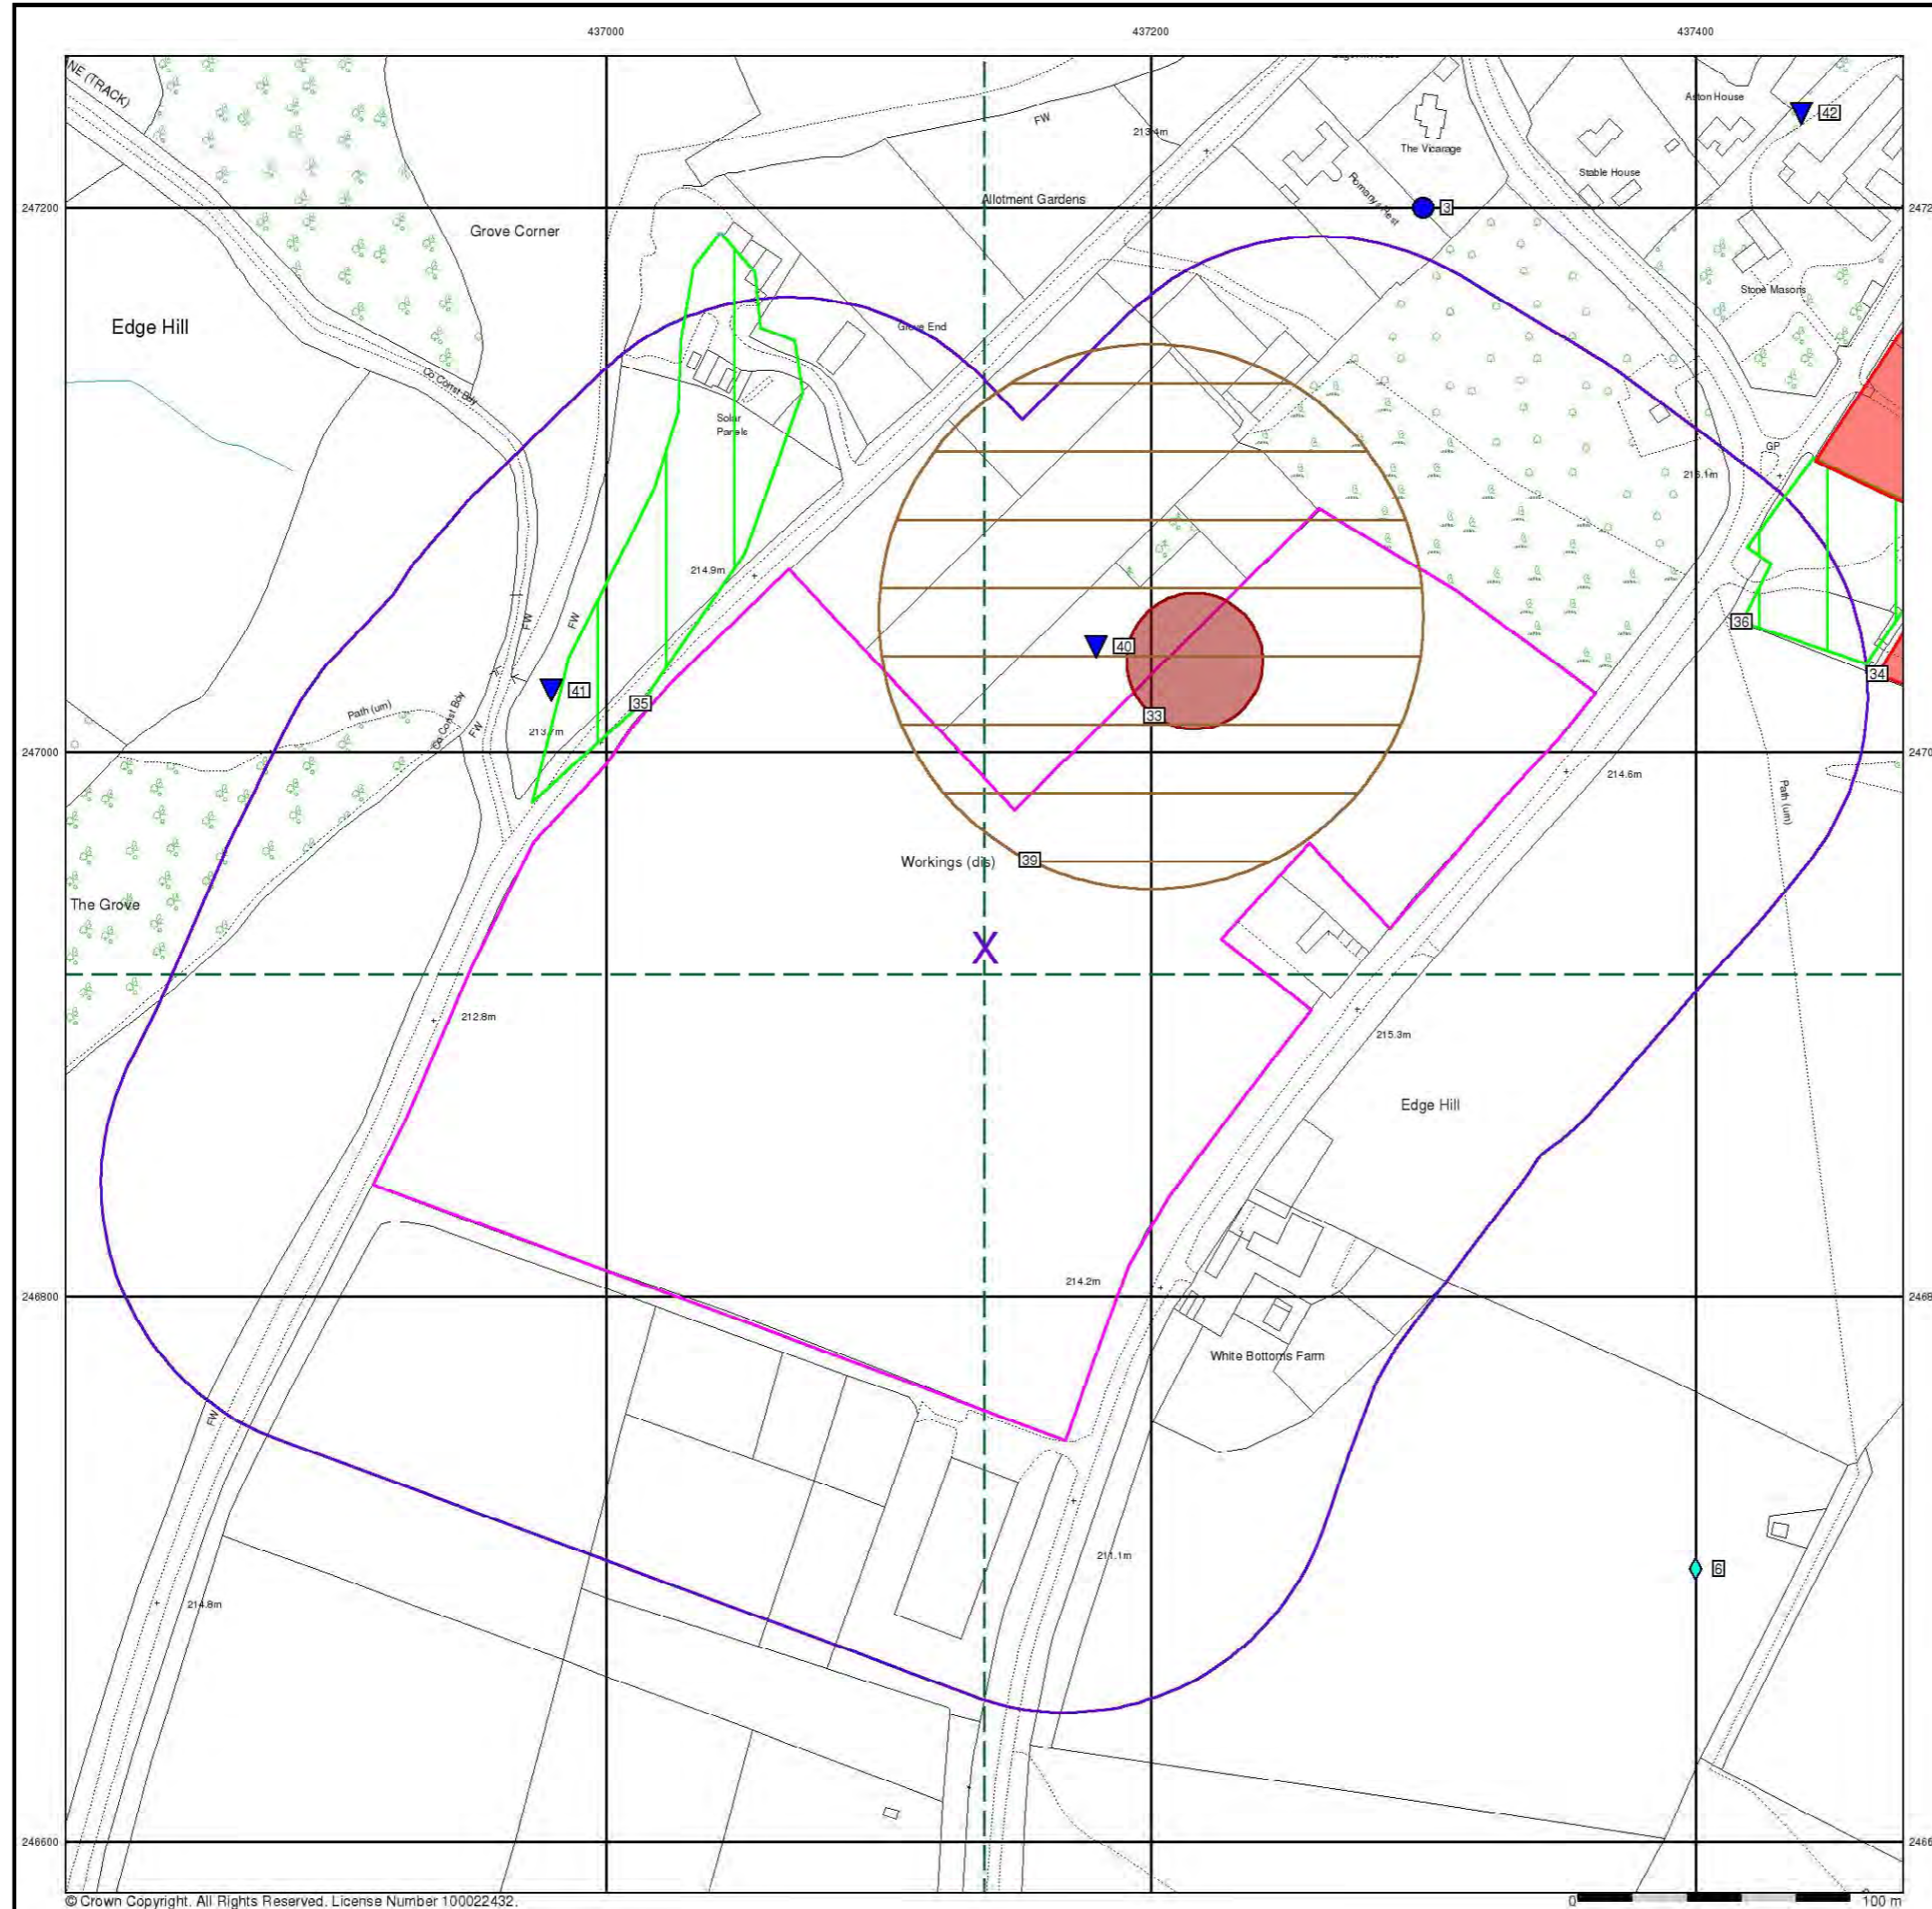 437000
437200
437400
NE (TRACK)
FW
213.4m
The Vicarage
Aston House
42
Stable House
247200
Grove Corner
Allotment Gardens
3
Stone Masons
Edge Hill
Grove End
Co Const Bdy
Solar
Panels
GP
216.1m
214.9m
FW
FW
36
40
41
35
33
34
Path (um)
Co Const Bdy
FW
213.7m
247000
214.6m
Path (um)
Workings (dis)
39
The Grove
X
212.8m
215.3m
Edge Hill
214.2m
246800
White Bottoms Farm
FW
211.1m
6
214.8m
246600
© Crown Copyright. All Rights Reserved. License Number 100022432.
0
100 m